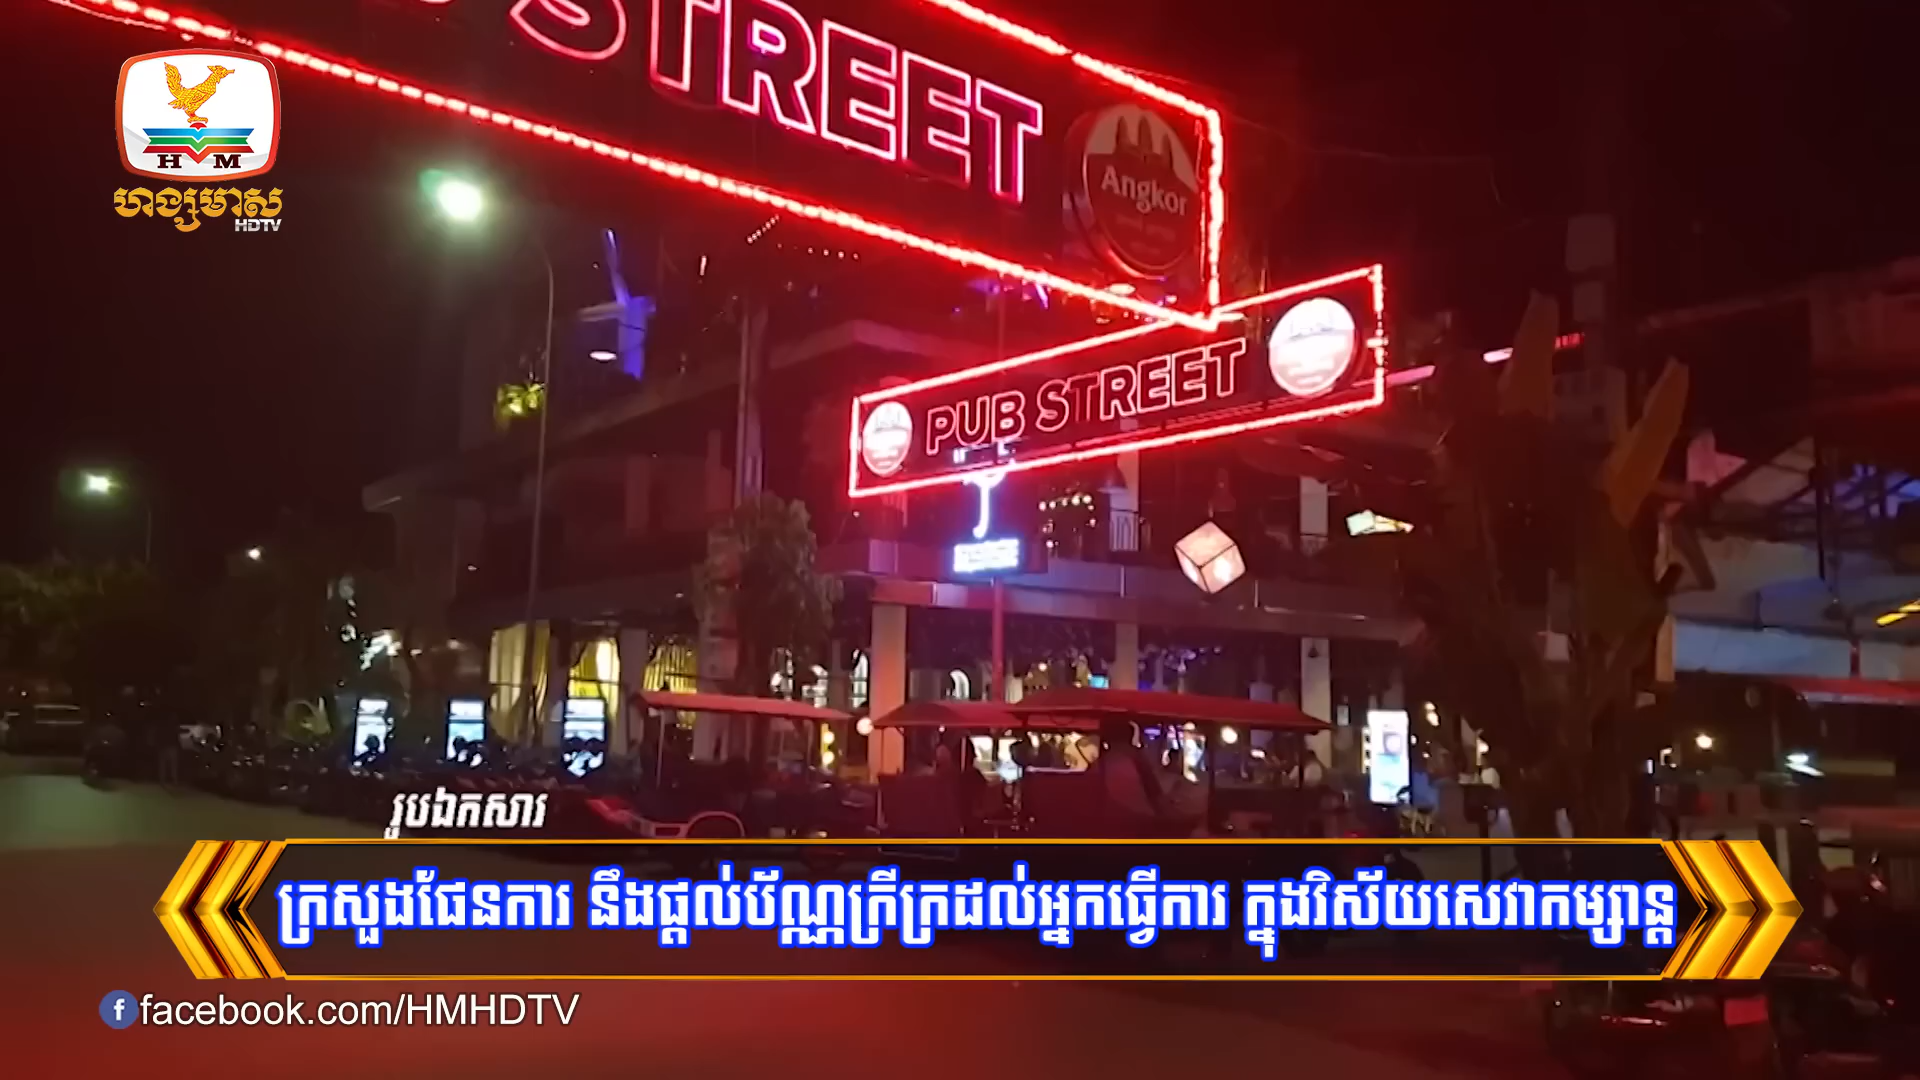 STREET
Angkor
H M
ហង្សមាស
HDTV
PUB STREET
រូបឯកសារ
ក្រសួងផែនការ នឹងផ្តល់ប័ណ្ណក្រីក្រដល់អ្នកធ្វើការ ក្នុងវិស័យសេវាកម្សាន្ត
facebook.com/HMHDTV